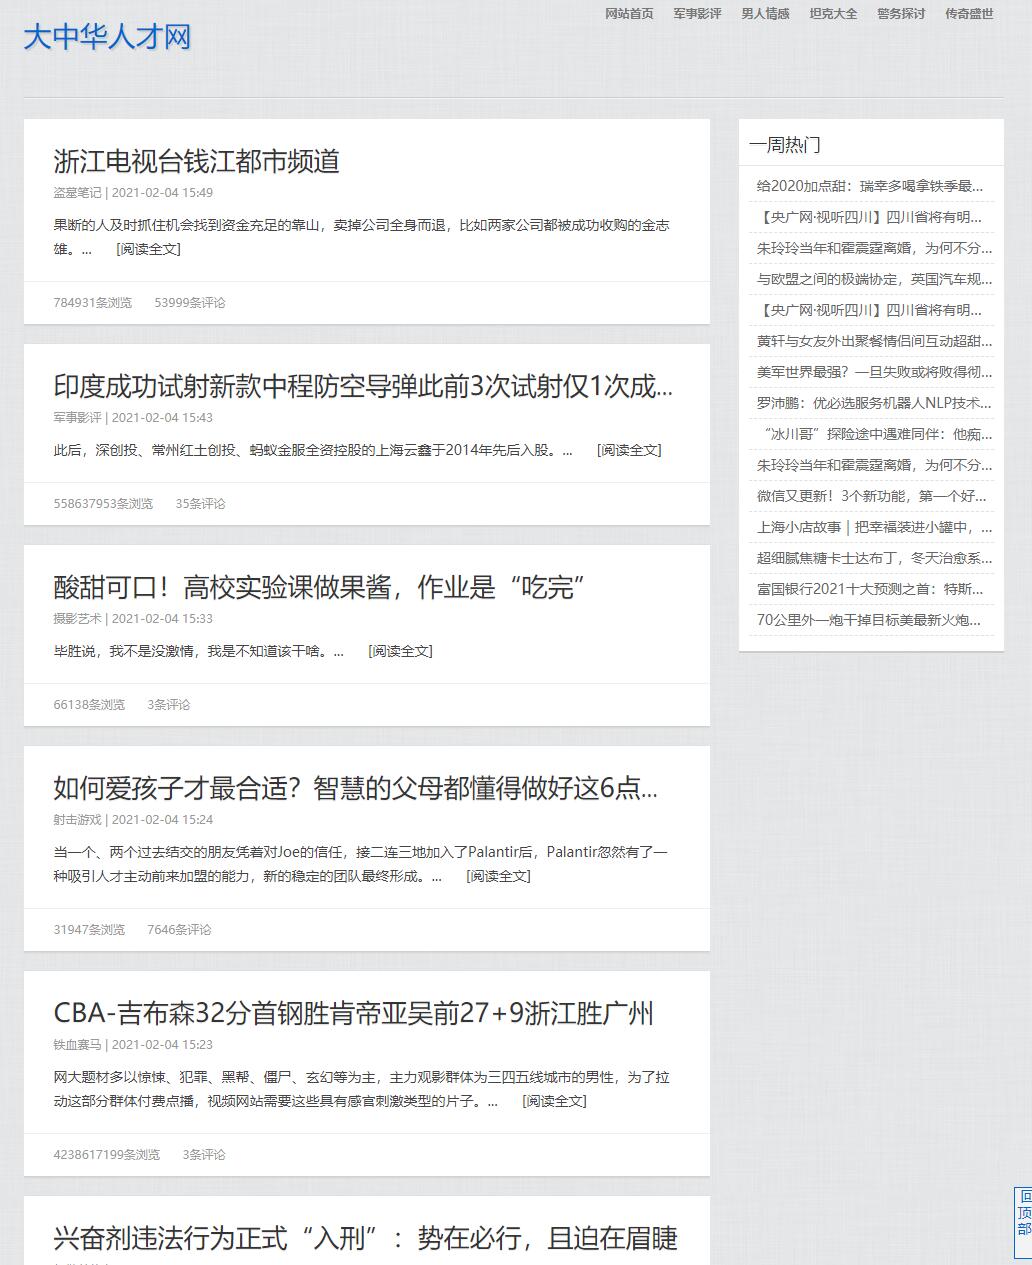 网站首页 军事影评 男人情感 坦克大全 警务探讨 传奇盛世
大中华人才网
浙江电视台钱江都市频道
盗墓笔记 | 2021-02-04 15:49
果断的人及时抓住机会找到资金充足的靠山，卖掉公司全身而退，比如两家公司都被成功收购的金志
雄。... [阅读全文]
784931条浏览 53999条评论
印度成功试射新款中程防空导弹此前3次试射仅1次成...
军事影评 | 2021-02-04 15:43
此后，深创投、常州红土创投、蚂蚁金服全资控股的上海云鑫于2014年先后入股。... [阅读全文]
558637953条浏览 35条评论
酸甜可口！高校实验课做果酱，作业是“吃完”
摄影艺术 | 2021-02-04 15:33
毕胜说，我不是没激情，我是不知道该干啥。... [阅读全文]
66138条浏览 3条评论
如何爱孩子才最合适？智慧的父母都懂得做好这6点...
射击游戏 | 2021-02-04 15:24
当一个、两个过去结交的朋友凭着对Joe的信任，接二连三地加入了Palantir后，Palantir忽然有了一
种吸引人才主动前来加盟的能力，新的稳定的团队最终形成。... [阅读全文]
31947条浏览 7646条评论
CBA-吉布森32分首钢胜肯帝亚吴前27+9浙江胜广州
铁血赛马 | 2021-02-04 15:23
网大题材多以惊悚、犯罪、黑帮、僵尸、玄幻等为主，主力观影群体为三四五线城市的男性，为了拉
动这部分群体付费点播，视频网站需要这些具有感官刺激类型的片子。... [阅读全文]
4238617199条浏览 3条评论
兴奋剂违法行为正式“入刑”：势在必行，且迫在眉睫
一周热门
给2020加点甜：瑞幸多喝拿铁季最...
【央广网·视听四川】四川省将有明...
朱玲玲当年和霍震霆离婚，为何不分...
与欧盟之间的极端协定，英国汽车规...
【央广网·视听四川】四川省将有明...
黄轩与女友外出聚餐情侣间互动超甜...
美军世界最强？一旦失败或将败得彻...
罗沛鹏：优必选服务机器人NLP技术...
“冰川哥”探险途中遇难同伴：他痴...
朱玲玲当年和霍震霆离婚，为何不分...
微信又更新！3个新功能，第一个好...
上海小店故事 | 把幸福装进小罐中，...
超细腻焦糖卡士达布丁，冬天治愈系...
富国银行2021十大预测之首：特斯...
70公里外一炮干掉目标美最新火炮...
回
顶
部